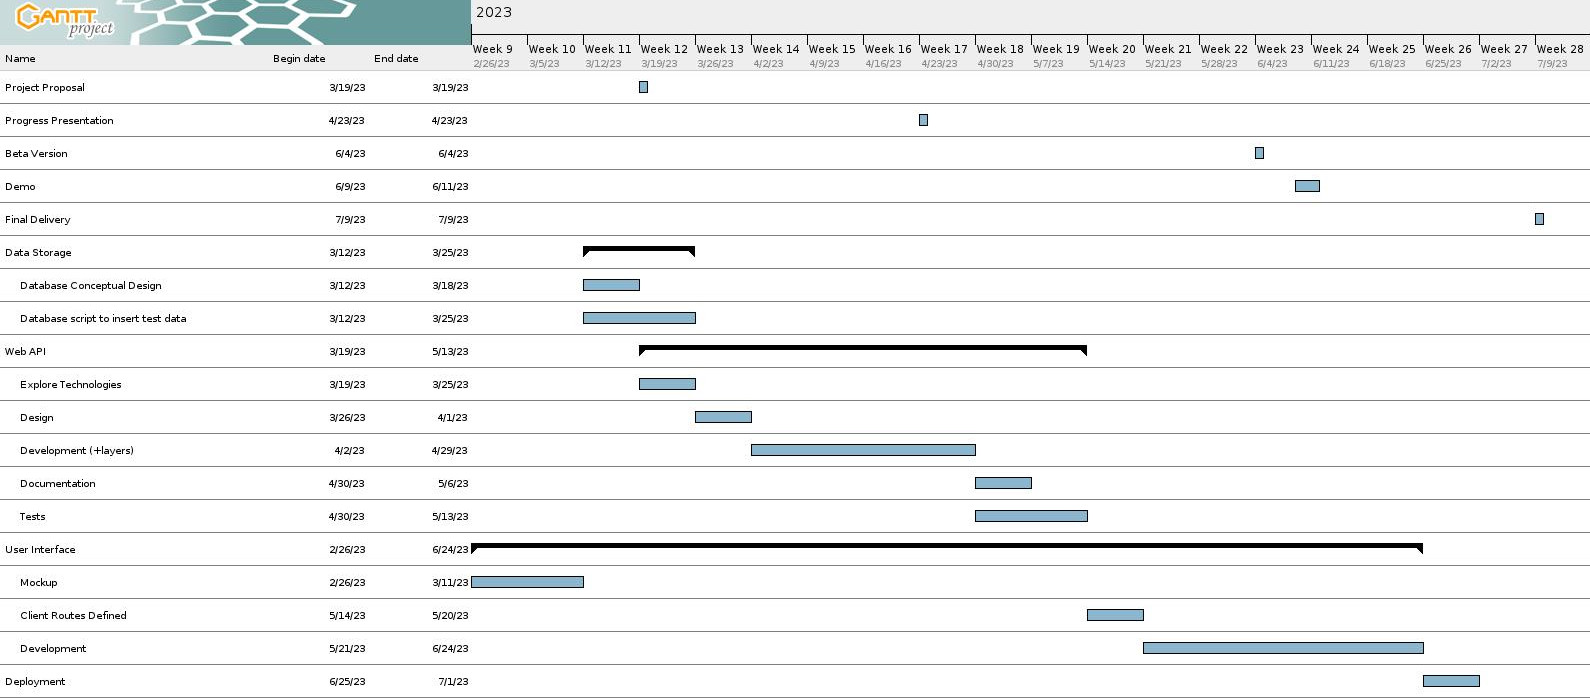 GANTT
project
2023
Week 9 Week 10 Week 11 Week 12 Week 13 Week 14 Week 15 Week 16 Week 17 Week 18 Week 19 Week 20 Week 21 Week 22 Week 23 Week 24 Week 25 Week 26 Week 27 Week 28
Name Begin date End date 2/26/23 3/5/23 3/12/23 3/19/23 3/26/23 4/2/23 4/9/23 4/16/23 4/23/23 4/30/23 5/7/23 5/14/23 5/21/23 5/28/23 6/4/23 6/11/23 6/18/23 6/25/23 7/2/23 7/9/23
Project Proposal 3/19/23 3/19/23
Progress Presentation 4/23/23 4/23/23
Beta Version 6/4/23 6/4/23
Demo 6/9/23 6/11/23
Final Delivery 7/9/23 7/9/23
Data Storage 3/12/23 3/25/23
Database Conceptual Design 3/12/23 3/18/23
Database script to insert test data 3/12/23 3/25/23
Web API 3/19/23 5/13/23
Explore Technologies 3/19/23 3/25/23
Design 3/26/23 4/1/23
Development (+layers) 4/2/23 4/29/23
Documentation 4/30/23 5/6/23
Tests 4/30/23 5/13/23
User Interface 2/26/23 6/24/23
Mockup 2/26/23 3/11/23
Client Routes Defined 5/14/23 5/20/23
Development 5/21/23 6/24/23
Deployment 6/25/23 7/1/23